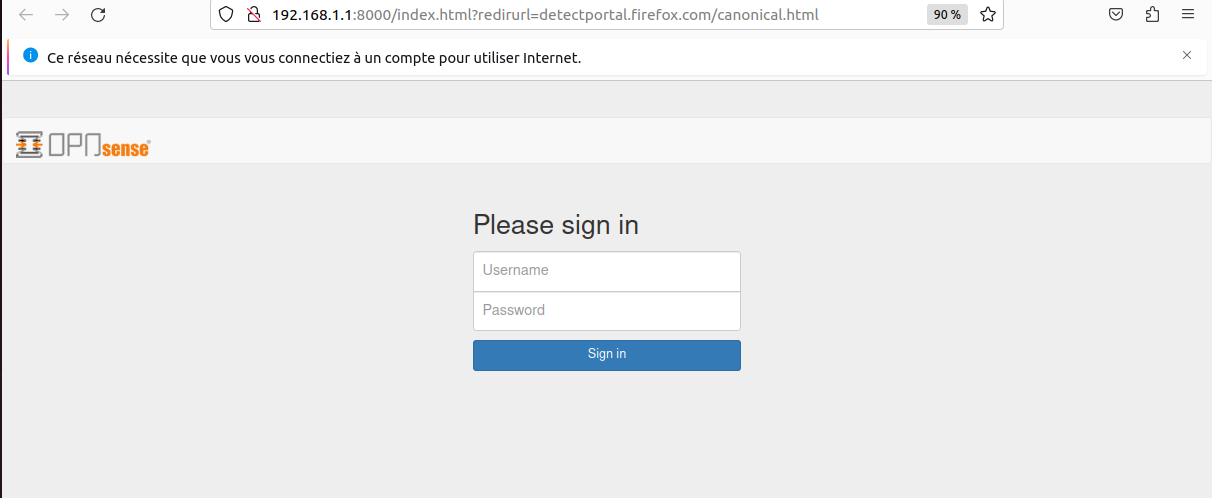 192.168.1.1:8000/index.html?redirurl=detectportal.firefox.com/canonical.html 90 %
Ce réseau nécessite que vous vous connectiez à un compte pour utiliser Internet.
OPNsense®
Please sign in
Username
Password
Sign in